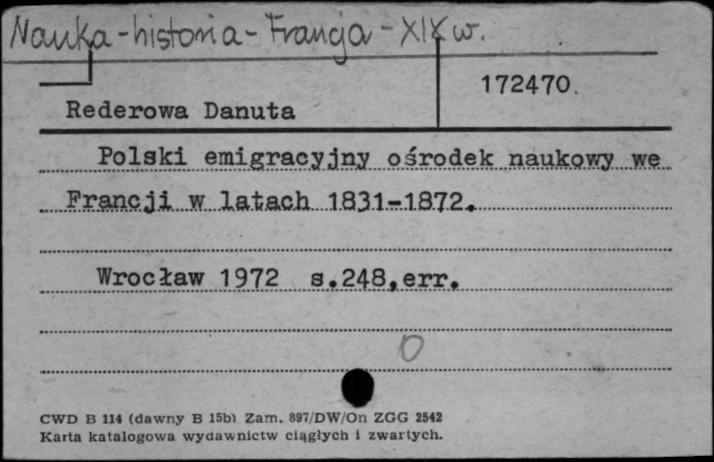 Nauka - historia - Francja - XIX w.
172470.
Rederowa Danuta
Polski emigracyjny ośrodek naukowy we
Francji w latach 1831-1872.
Wrocław 1972 s.248,err.
0
CWD B 114 (dawny B 15b) Zam. 897/DW/On ZGG 2542
Karta katalogowa wydawnictw ciągłych i zwartych.